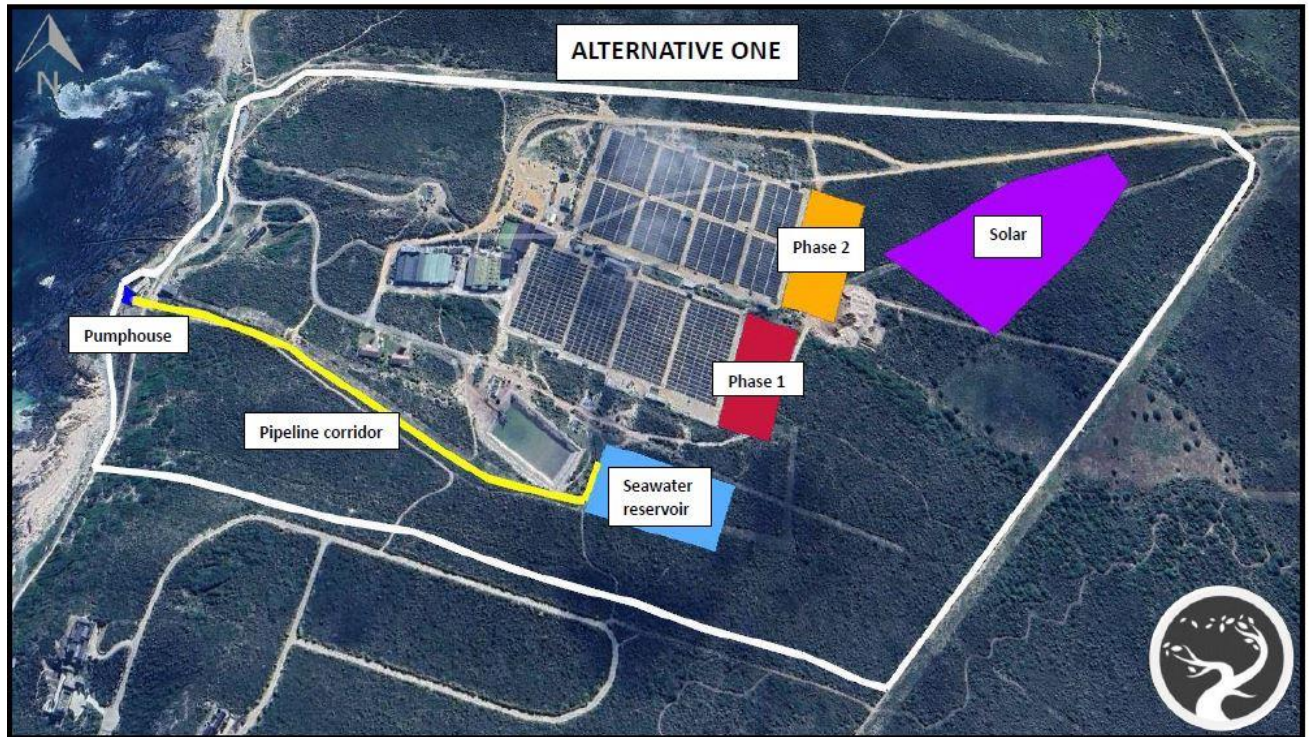 ALTERNATIVE ONE
N
Phase 2
Solar
Pumphouse
Phase 1
Pipeline corridor
Seawater
reservoir